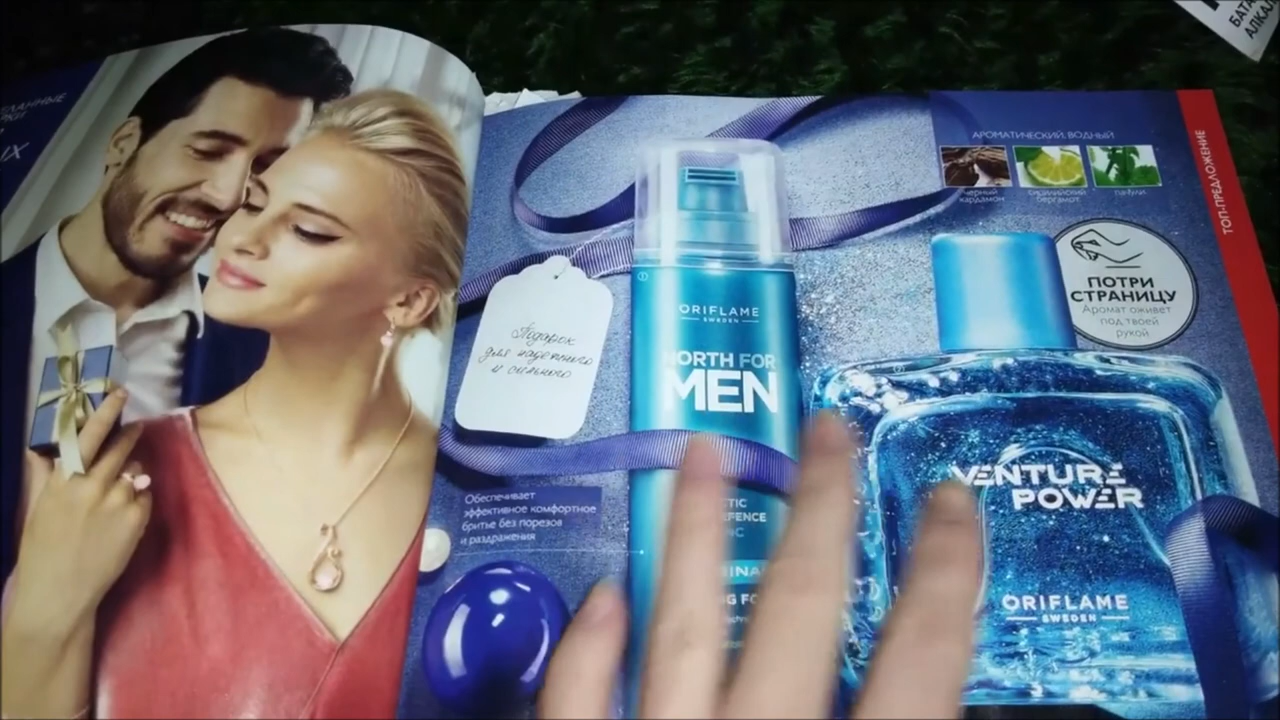 АРОМАТИЧЕСКИЙ, ВОДНЫЙ
черный
кардамон
сицилийский
бергамот
пачули
ТОП-ПРЕДЛОЖЕНИЕ
ПОТРИ
СТРАНИЦУ
Аромат оживет
под твоей
рукой
ORIFLAME
SWEDEN
NORTH FOR
MEN
Подарок
для надежного
и сильного
VENTURE
POWER
Обеспечивает
эффективное комфортное
бритье без порезов
и раздражения
ORIFLAME
SWEDEN